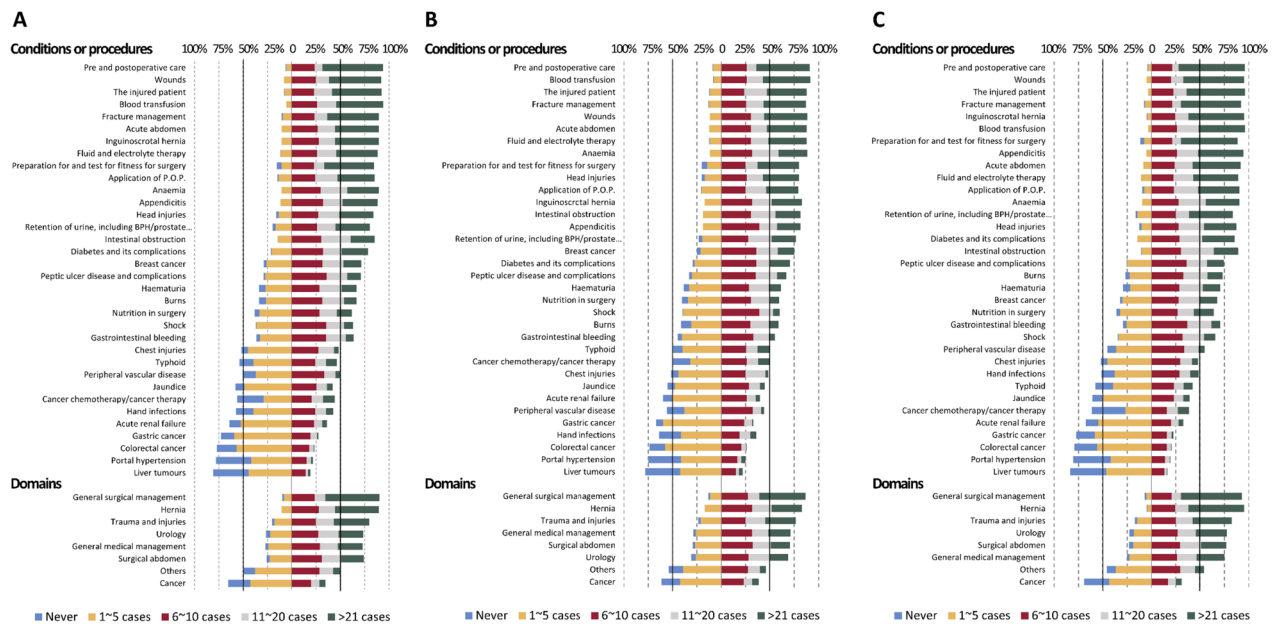 A
Conditions or procedures
100% 75% 50% 25% 0 25% 50% 75% 100%
Pre and postoperative care
Wounds
The injured patient
Blood transfusion
Fracture management
Acute abdomen
Inguinoscrotal hernia
Fluid and electrolyte therapy
Preparation for and test for fitness for surgery
Application of P.O.P.
Anaemia
Appendicitis
Head injuries
Retention of urine, including BPH/prostate...
Intestinal obstruction
Diabetes and its complications
Breast cancer
Peptic ulcer disease and complications
Haematuria
Burns
Nutrition in surgery
Shock
Gastrointestinal bleeding
Chest injuries
Typhoid
Peripheral vascular disease
Jaundice
Cancer chemotherapy/cancer therapy
Hand infections
Acute renal failure
Gastric cancer
Colorectal cancer
Portal hypertension
Liver tumours
Domains
General surgical management
Hernia
Trauma and injuries
Urology
General medical management
Surgical abdomen
Others
Cancer
Never 1~5 cases 6~10 cases 11~20 cases >21 cases
B
Conditions or procedures
100% 75% 50% 25% 0 25% 50% 75% 100%
Pre and postoperative care
Blood transfusion
The injured patient
Fracture management
Wounds
Acute abdomen
Fluid and electrolyte therapy
Anaemia
Preparation for and test for fitness for surgery
Head injuries
Application of P.O.P.
Inguinoscrctal hernia
Intestinal obstruction
Appendicitis
Retention of urine, including BPH/prostate...
Breast cancer
Diabetes and its complications
Peptic ulcer disease and complications
Haematuria
Nutrition in surgery
Shock
Burns
Gastrointestinal bleeding
Typhoid
Cancer chemotherapy/cancer therapy
Chest injuries
Jaundice
Acute renal failure
Peripheral vascular disease
Gastric cancer
Hand infections
Colorectal cancer
Portal hypertension
Liver tumours
Domains
General surgical management
Hernia
Trauma and injuries
General medical management
Surgical abdomen
Urology
Others
Cancer
Never 1~5 cases 6~10 cases 11~20 cases >21 cases
C
Conditions or procedures
100% 75% 50% 25% 0 25% 50% 75% 100%
Pre and postoperative care
Wounds
The injured patient
Fracture management
Inguinoscrotal hernia
Blood transfusion
Preparation for and test for fitness for surgery
Appendicitis
Acute abdomen
Fluid and electrolyte therapy
Application of P.O.P.
Anaemia
Retention of urine, including BPH/prostate...
Head injuries
Diabetes and its complications
Intestinal obstruction
Peptic ulcer disease and complications
Burns
Haematuria
Breast cancer
Nutrition in surgery
Gastrointestinal bleeding
Shock
Peripheral vascular disease
Chest injuries
Hand infections
Typhoid
Jaundice
Cancer chemotherapy/cancer therapy
Acute renal failure
Gastric cancer
Colorectal cancer
Portal hypertension
Liver tumours
Domains
General surgical management
Hernia
Trauma and injuries
Urology
Surgical abdomen
General medical management
Others
Cancer
Never 1~5 cases 6~10 cases 11~20 cases >21 cases